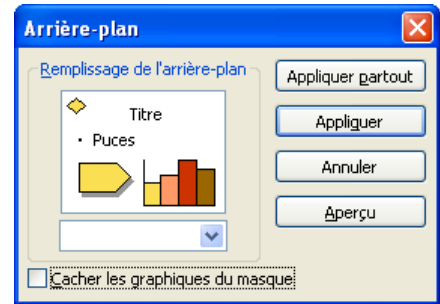 Arrière-plan
Remplissage de l'arrière-plan
Titre
• Puces
Appliquer partout
Appliquer
Annuler
Aperçu
Cacher les graphiques du masque